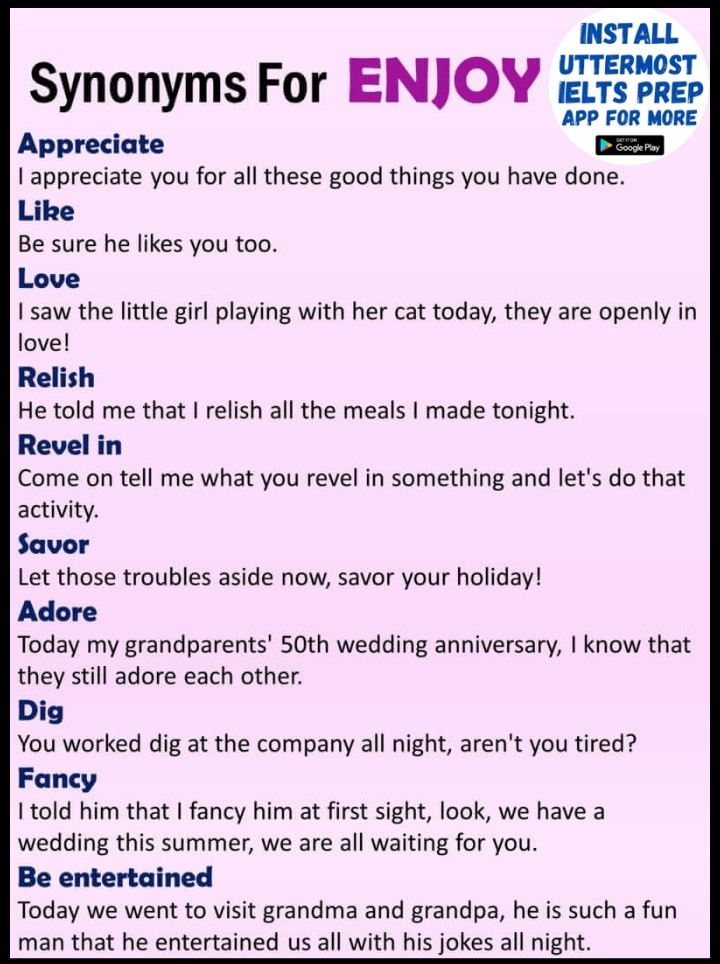 Synonyms For ENJOY
INSTALL
UTTERMOST
IELTS PREP
APP FOR MORE
GET IT ON
Google Play
Appreciate
I appreciate you for all these good things you have done.
Like
Be sure he likes you too.
Love
I saw the little girl playing with her cat today, they are openly in
love!
Relish
He told me that I relish all the meals I made tonight.
Revel in
Come on tell me what you revel in something and let's do that
activity.
Savor
Let those troubles aside now, savor your holiday!
Adore
Today my grandparents' 50th wedding anniversary, I know that
they still adore each other.
Dig
You worked dig at the company all night, aren't you tired?
Fancy
I told him that I fancy him at first sight, look, we have a
wedding this summer, we are all waiting for you.
Be entertained
Today we went to visit grandma and grandpa, he is such a fun
man that he entertained us all with his jokes all night.